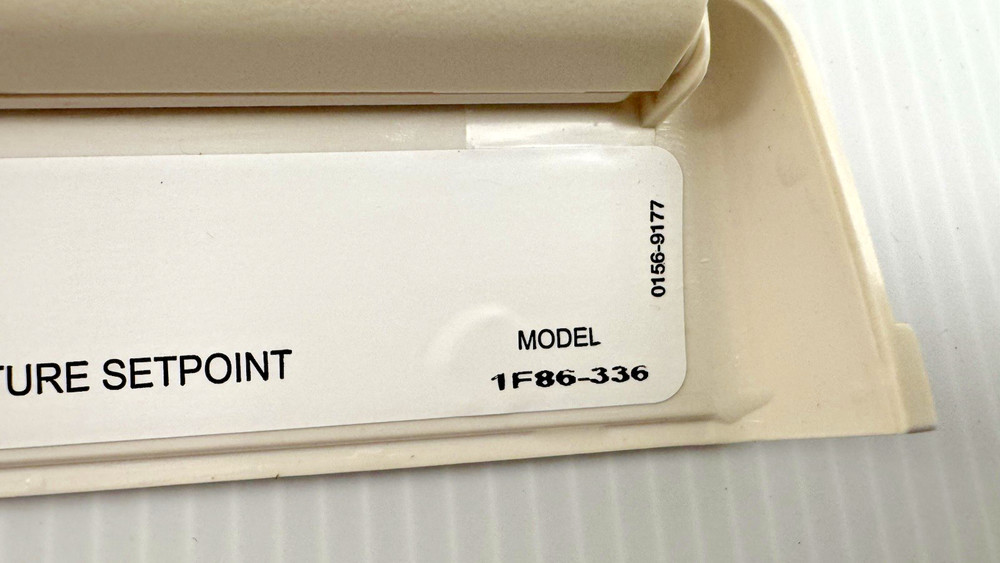 0156-9177
MODEL
1F86-336
TURE SETPOINT